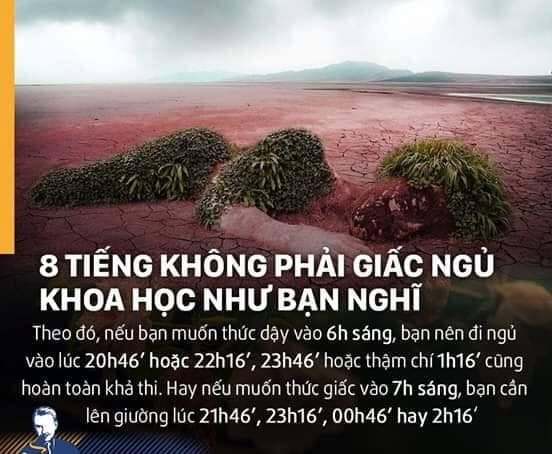 8 TIẾNG KHÔNG PHẢI GIẤC NGỦ
KHOA HỌC NHƯ BẠN NGHĨ
Theo đó, nếu bạn muốn thức dậy vào 6h sáng, bạn nên đi ngủ
vào lúc 20h46’ hoặc 22h16’, 23h46’ hoặc thậm chí 1h16’ cũng
hoàn toàn khả thi. Hay nếu muốn thức giấc vào 7h sáng, bạn cần
lên giường lúc 21h46’, 23h16’, 00h46’ hay 2h16’